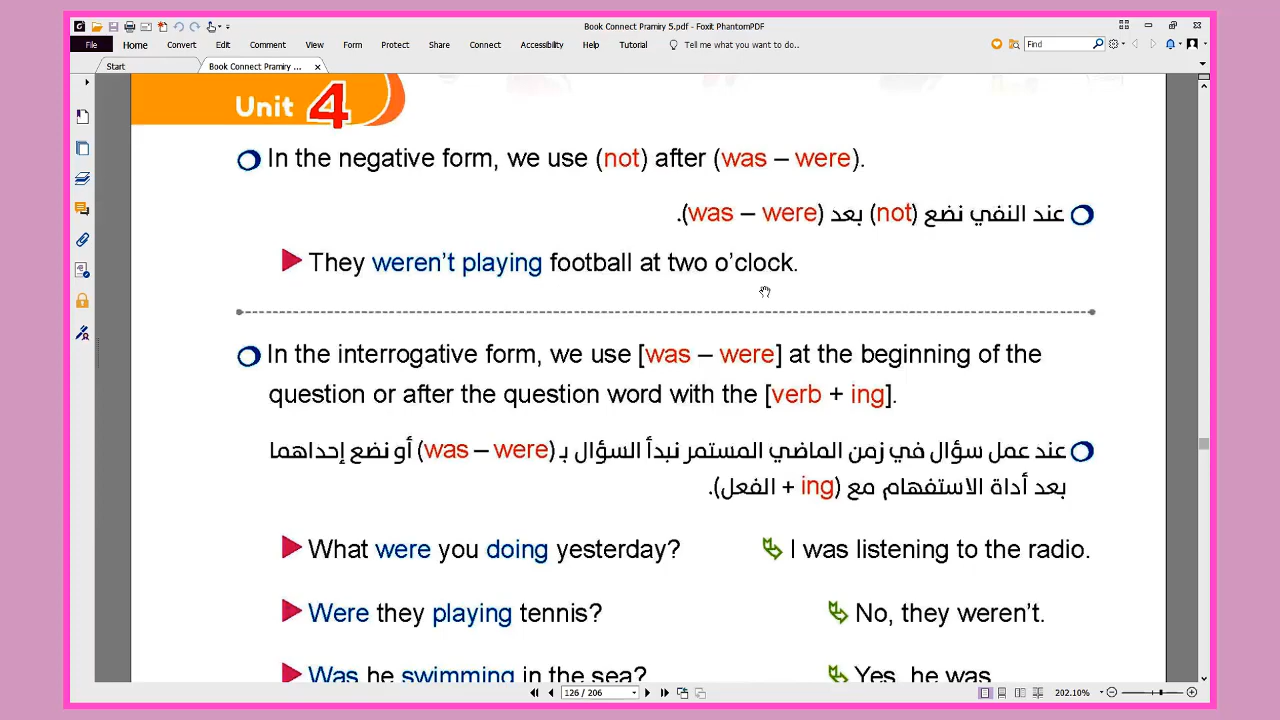 Book Connect Pramiry 5.pdf - Foxit PhantomPDF
File Home Convert Edit Comment View Form Protect Share Connect Accessibility Help Tutorial Tell me what you want to do.. Find
Start Book Connect Pramiry ...
Unit 4
In the negative form, we use (not) after (was – were).
عند النفي نضع (not) بعد (was – were).
They weren't playing football at two o'clock.
In the interrogative form, we use [was – were] at the beginning of the
question or after the question word with the [verb + ing].
عند عمل سؤال في زمن الماضي المستمر نبدأ السؤال بـ (was – were) أو نضع إحداهما
بعد أداة الاستفهام مع (الفعل + ing).
What were you doing yesterday? I was listening to the radio.
Were they playing tennis? No, they weren't.
Was he swimming in the sea? Yes, he was
126 / 206 202.10%